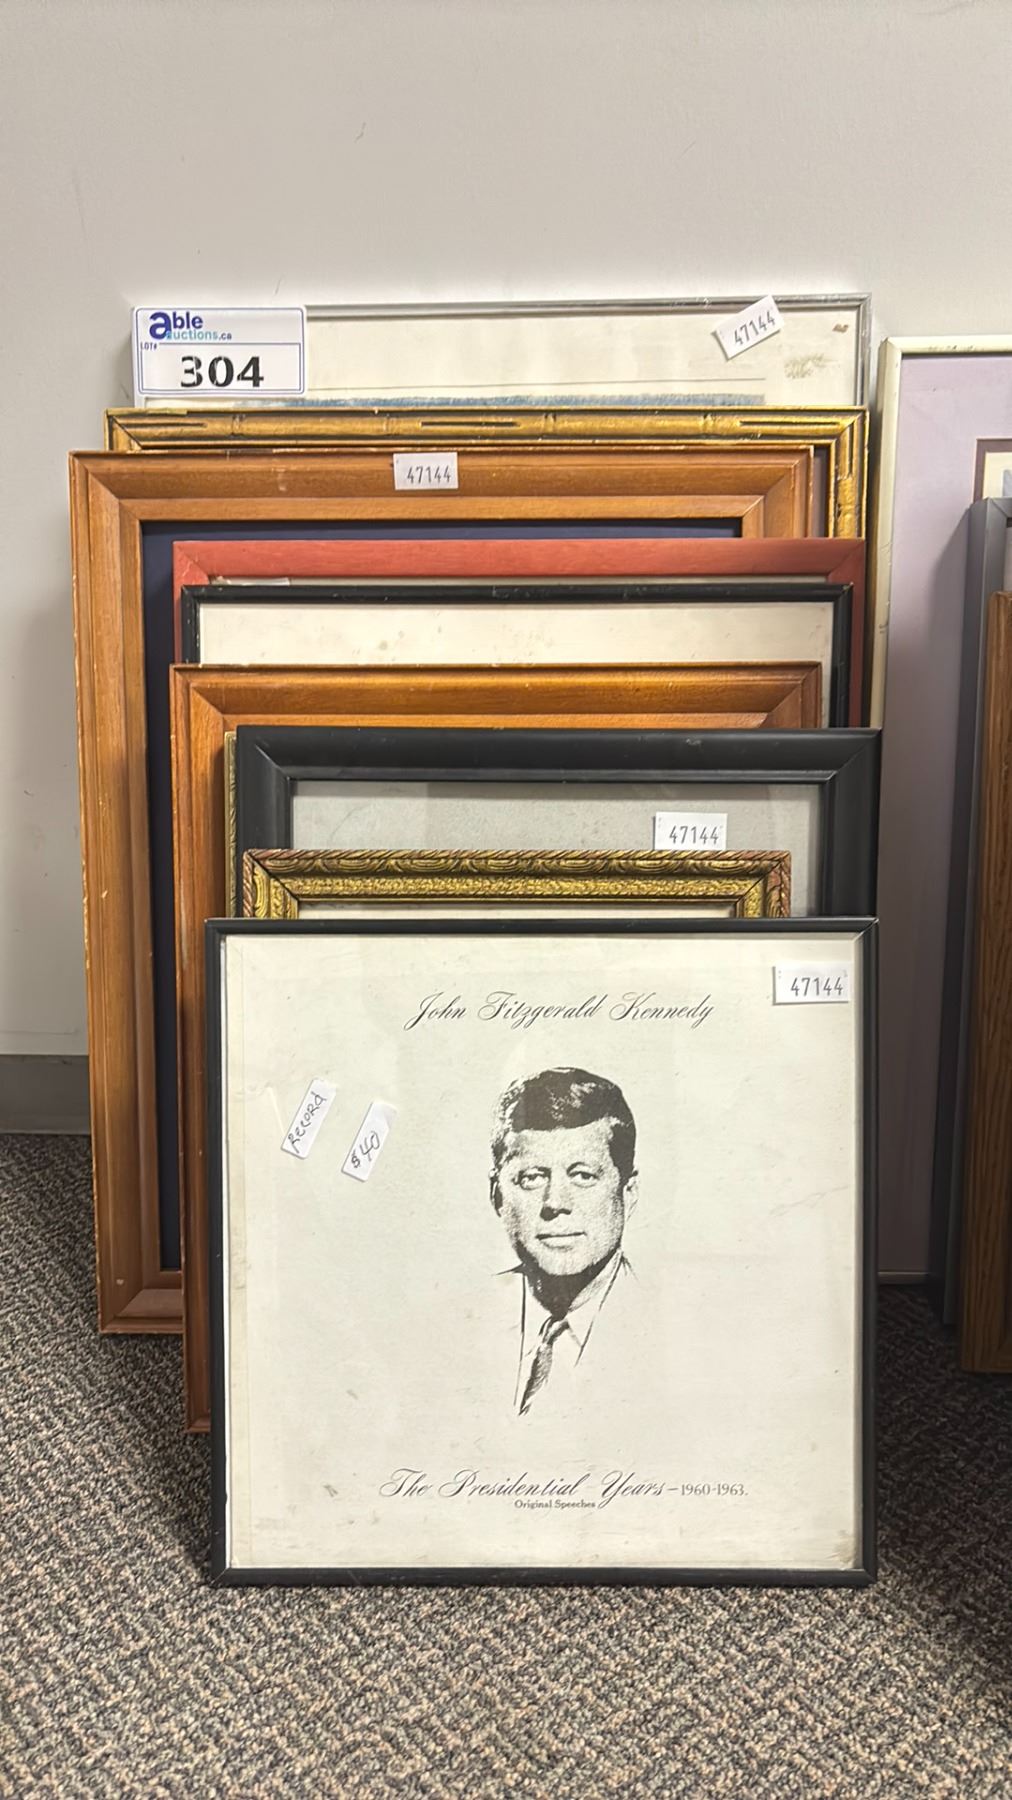 able
auctions.ca
LOT#
304
47144
47144
47144
47144
John Fitzgerald Kennedy
RECORD
$40
The Presidential Years – 1960-1963.
Original Speeches